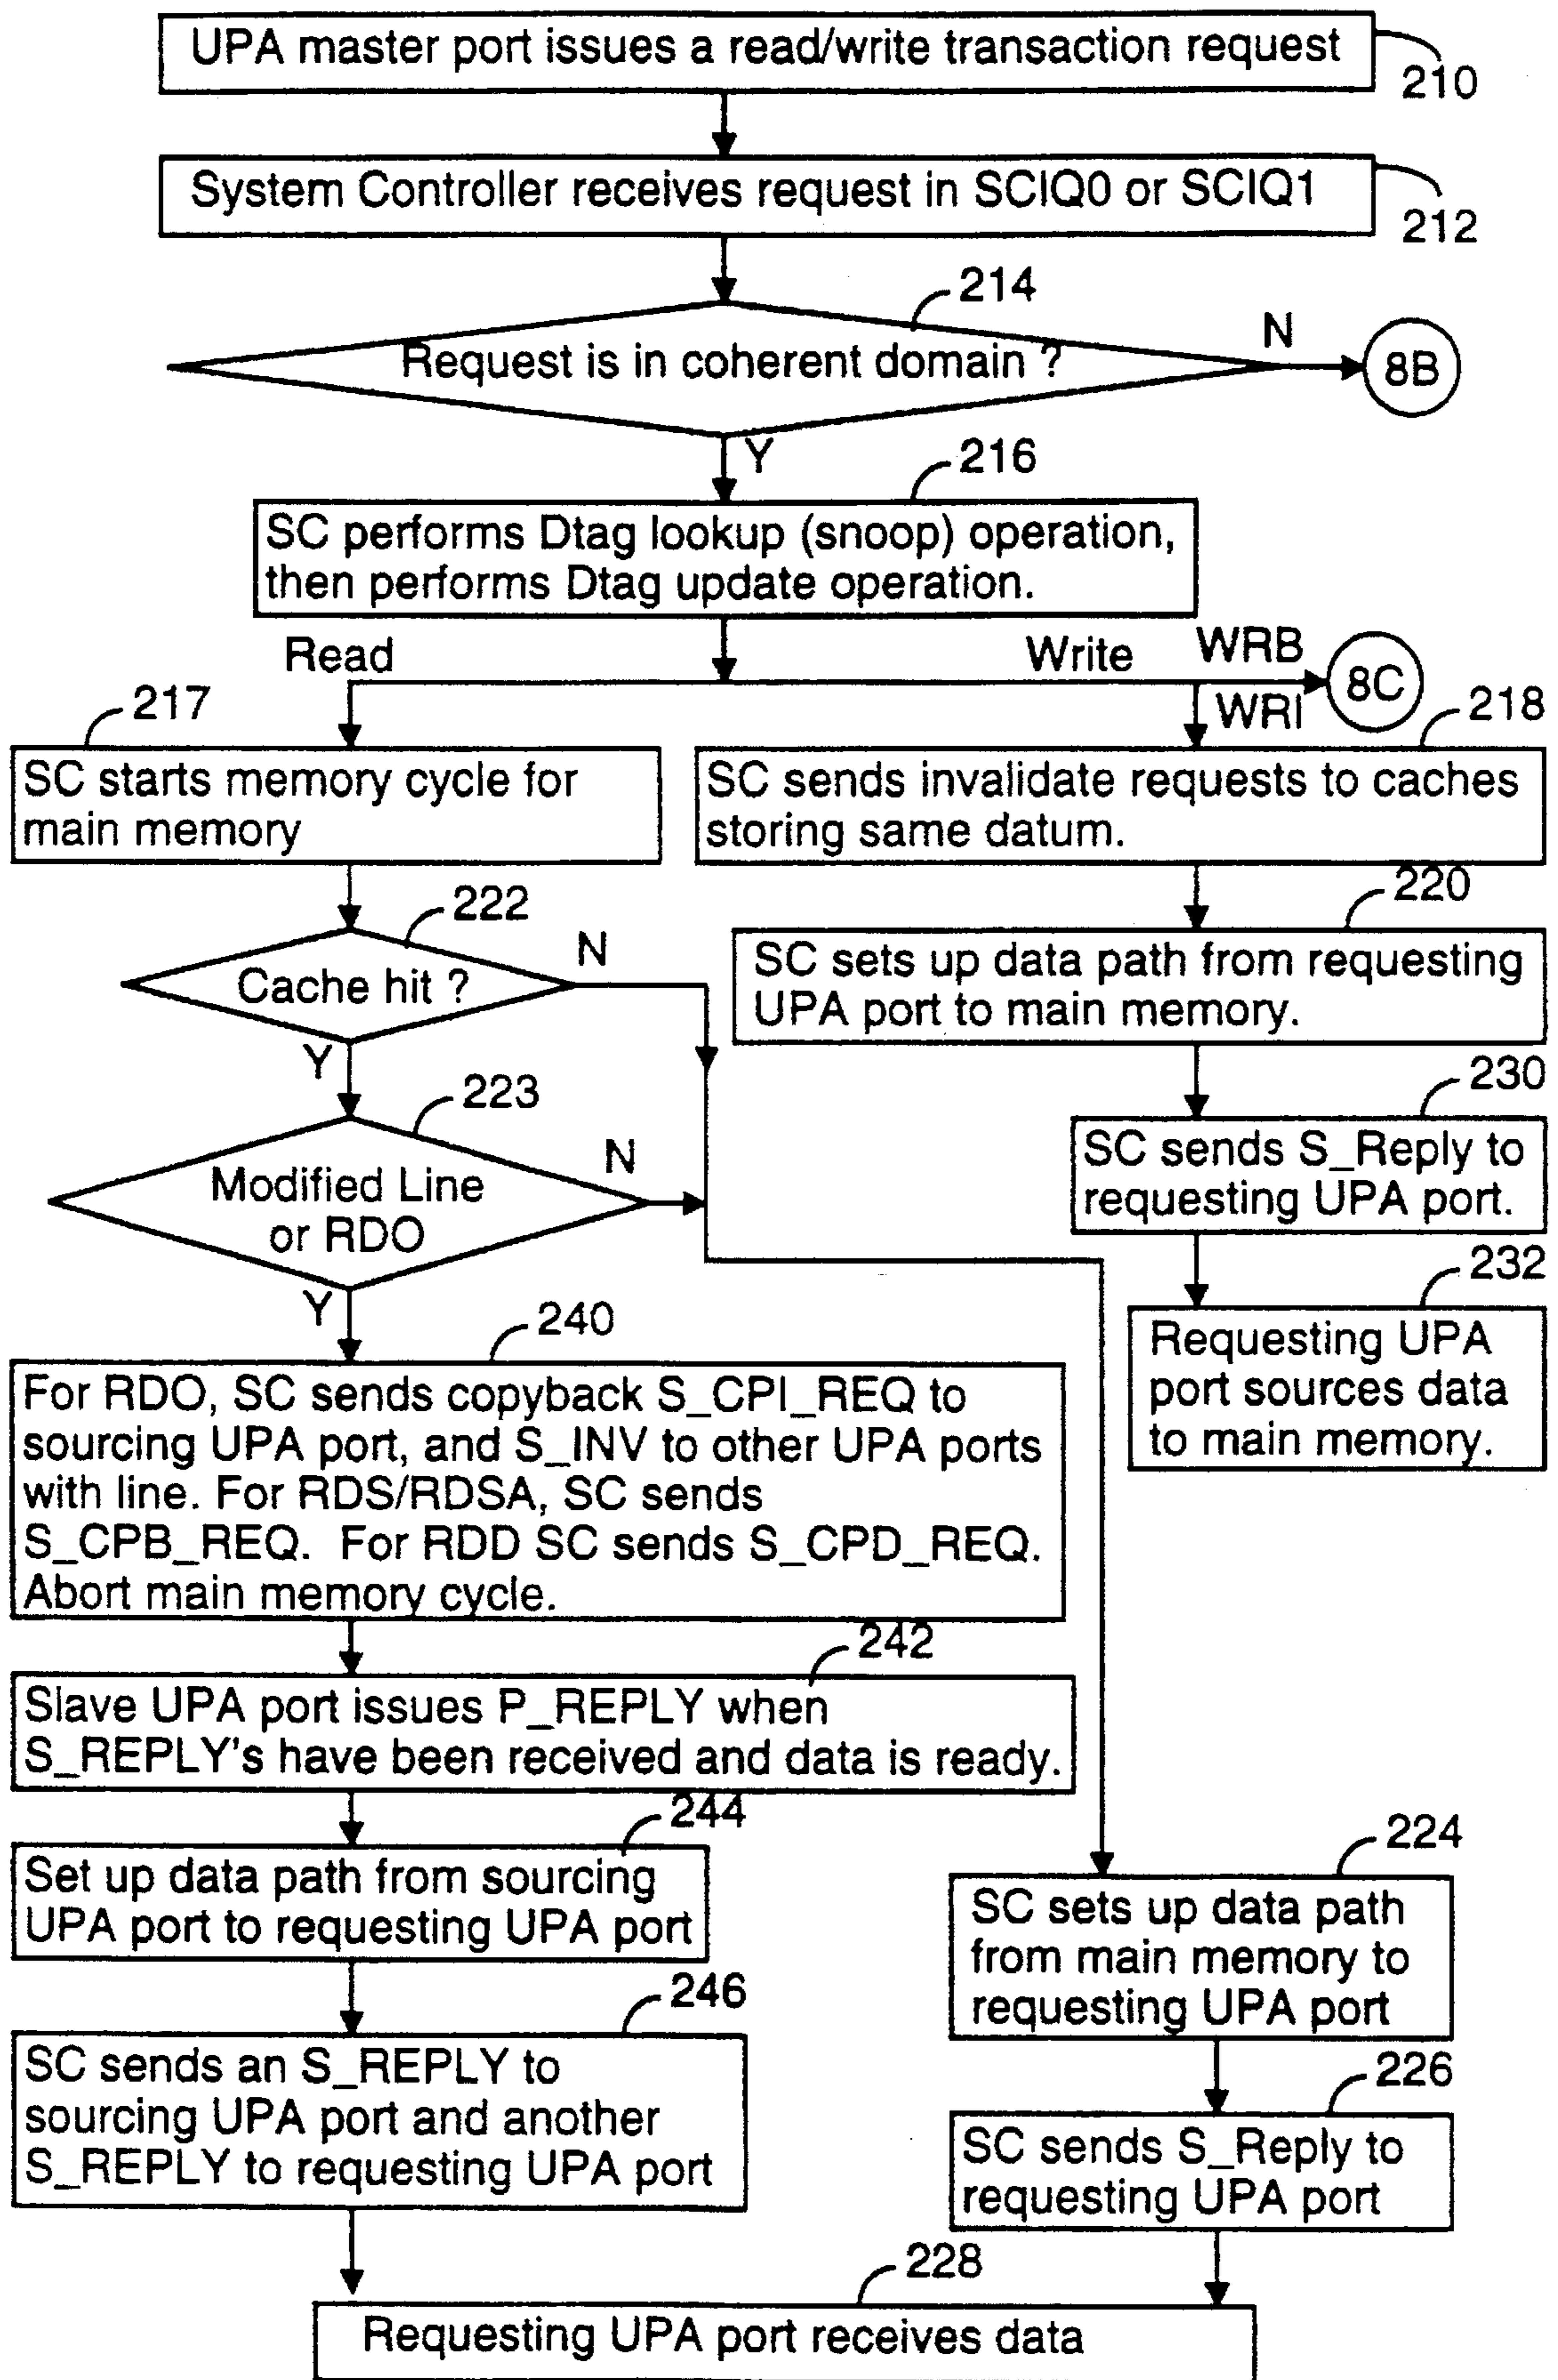 UPA master port issues a read/write transaction request
210
System Controller receives request in SCIQ0 or SCIQ1
212
214
Request is in coherent domain ?
N
8B
Y
216
SC performs Dtag lookup (snoop) operation,
then performs Dtag update operation.
Read
Write
WRB
8C
WRI
217
SC starts memory cycle for
main memory
218
SC sends invalidate requests to caches
storing same datum.
222
Cache hit ?
N
Y
220
SC sets up data path from requesting
UPA port to main memory.
223
Modified Line
or RDO
N
Y
230
SC sends S_Reply to
requesting UPA port.
232
Requesting UPA
port sources data
to main memory.
240
For RDO, SC sends copyback S_CPI_REQ to
sourcing UPA port, and S_INV to other UPA ports
with line. For RDS/RDSA, SC sends
S_CPB_REQ. For RDD SC sends S_CPD_REQ.
Abort main memory cycle.
242
Slave UPA port issues P_REPLY when
S_REPLY's have been received and data is ready.
244
Set up data path from sourcing
UPA port to requesting UPA port
224
SC sets up data path
from main memory to
requesting UPA port
246
SC sends an S_REPLY to
sourcing UPA port and another
S_REPLY to requesting UPA port
226
SC sends S_Reply to
requesting UPA port
228
Requesting UPA port receives data